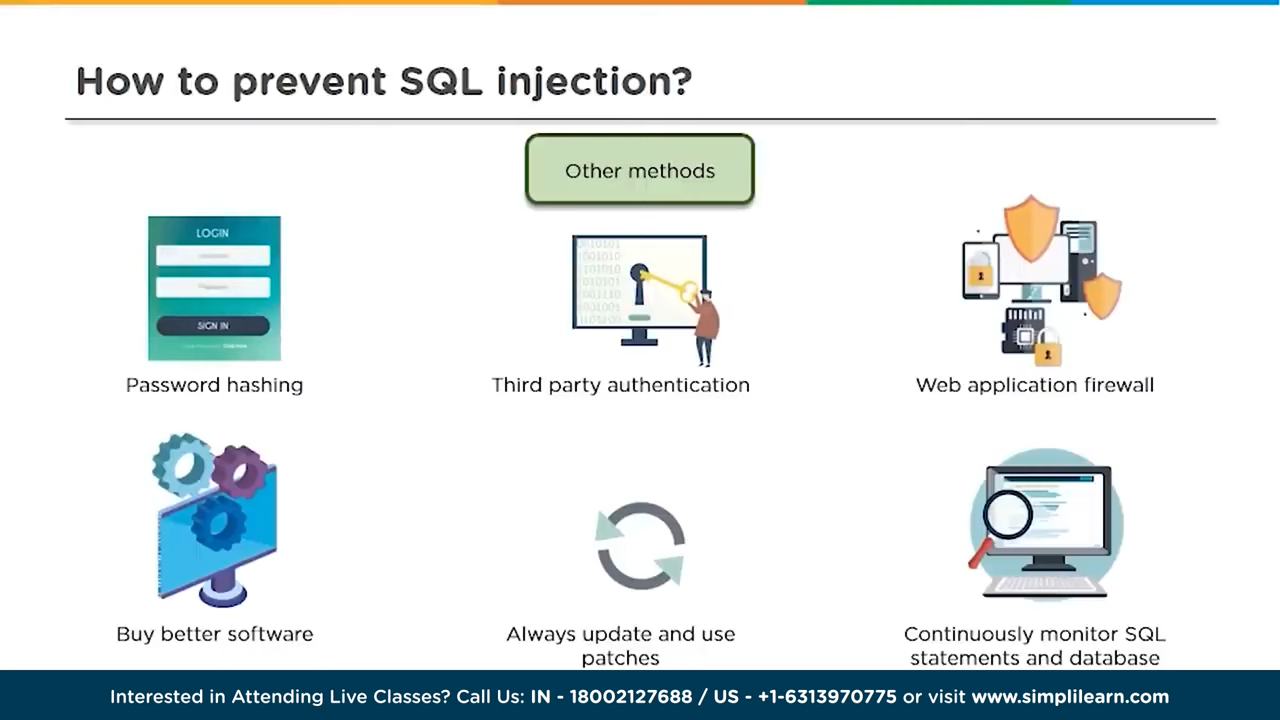 How to prevent SQL injection?
Other methods
LOGIN
SIGN IN
Password hashing
Third party authentication
Web application firewall
Buy better software
Always update and use
patches
Continuously monitor SQL
statements and database
Interested in Attending Live Classes? Call Us: IN - 18002127688 / US - +1-6313970775 or visit www.simplilearn.com